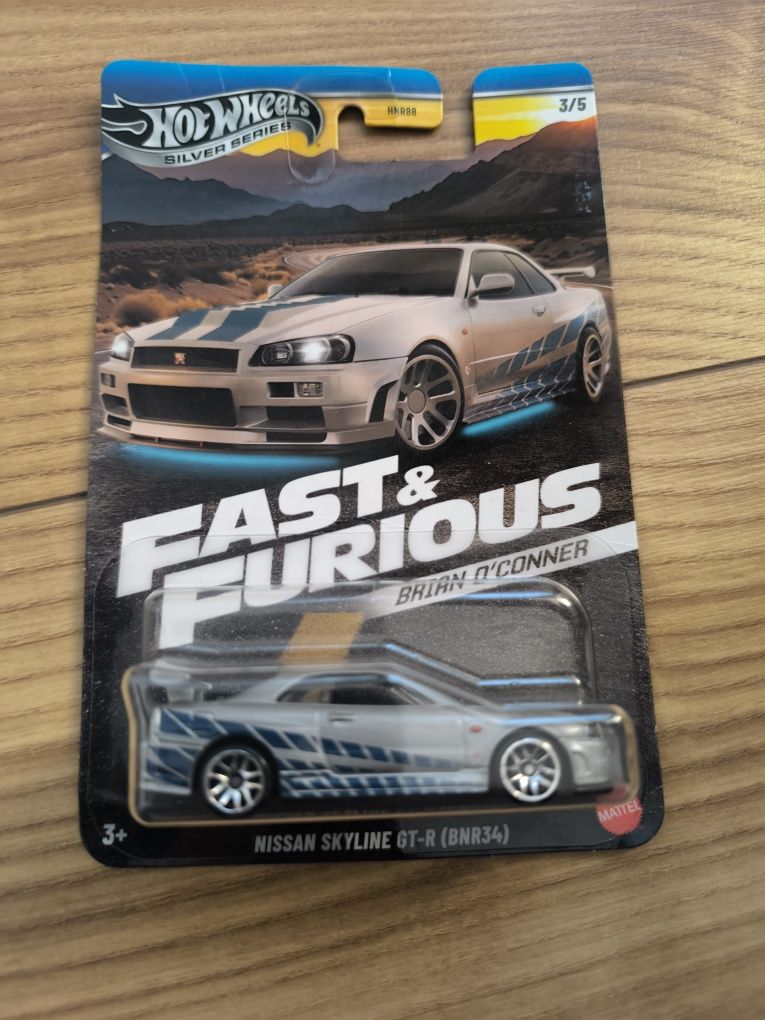 HOT WHEELS
SILVER SERIES
HNR88
3/5
FAST &
FURIOUS
BRIAN O'CONNER
3+
NISSAN SKYLINE GT-R (BNR34)
MATTEL